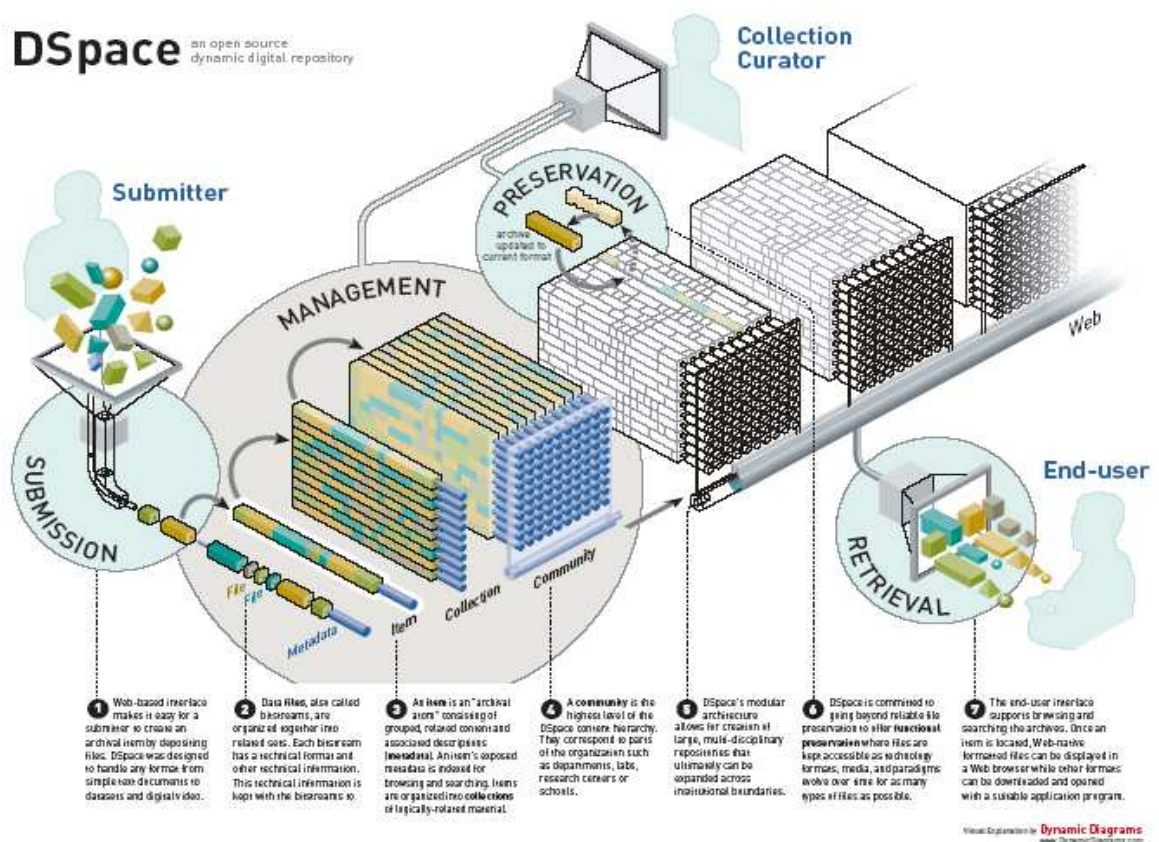 DSpace
an open source
dynamic digital repository
Collection
Curator
Submitter
PRESERVATION
archive
updated to
current format
MANAGEMENT
Web
SUBMISSION
End-user
RETRIEVAL
File
File
Metadata
Item
Collection
Community
1 Web-based interface
makes it easy for a
submitter to create an
archival item by depositing
files. DSpace was designed
to handle any format from
simple text documents to
datasets and digital video.
2 Data files, also called
bitstreams, are
organized together into
related sets. Each bitstream
has a technical format and
other technical information.
This technical information is
kept with the bitstreams to
3 An item is an "archival
atom" consisting of
grouped, related content and
associated descriptions
(metadata). An item's exposed
metadata is indexed for
browsing and searching. Items
are organized into collections
of logically-related material.
4 A community is the
highest level of the
DSpace content hierarchy.
They correspond to parts
of the organization such
as departments, labs,
research centers or
schools.
5 DSpace's modular
architecture
allows for creation of
large, multi-disciplinary
repositories that
ultimately can be
expanded across
institutional boundaries.
6 DSpace is committed to
going beyond reliable file
preservation to offer functional
preservation where files are
kept accessible as technology
formats, media, and paradigms
evolve over time for as many
types of files as possible.
7 The end-user interface
supports browsing and
searching the archives. Once an
item is located, Web-native
formatted files can be displayed in
a Web browser while other formats
can be downloaded and opened
with a suitable application program.
Visual Explanation by Dynamic Diagrams
www.DynamicDiagrams.com